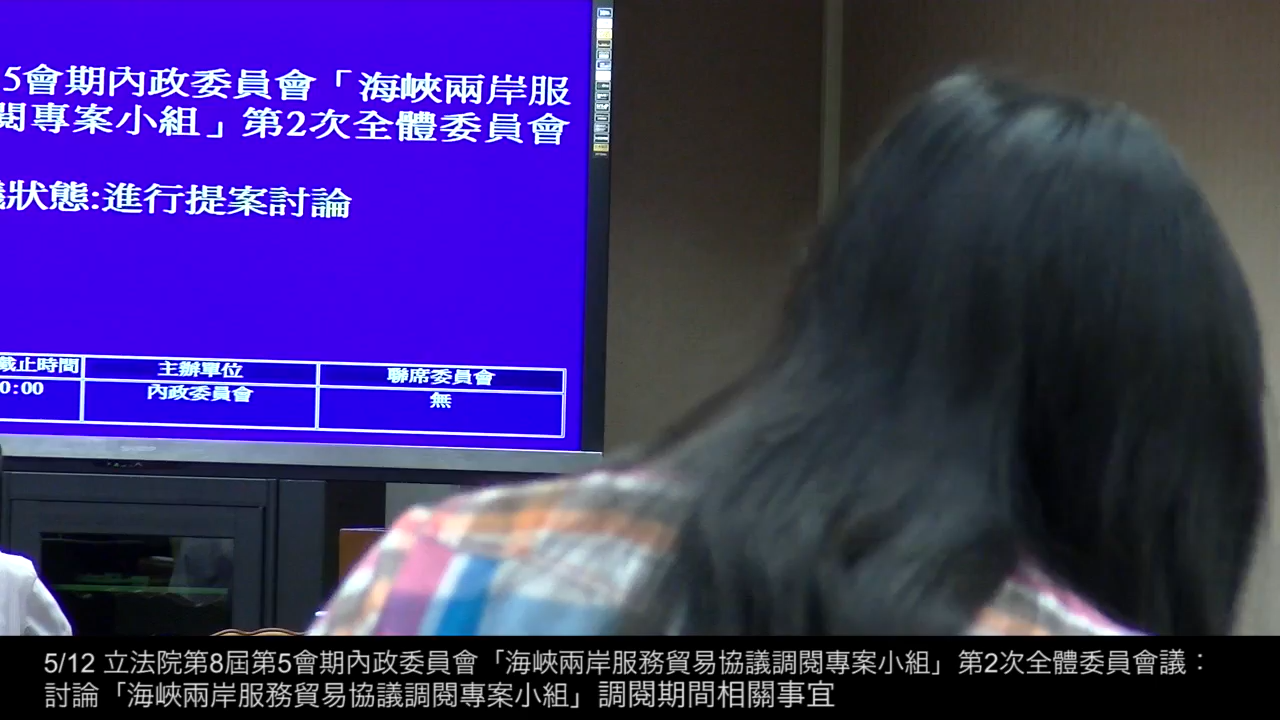 5會期內政委員會「海峽兩岸服
閱專案小組」第2次全體委員會
議狀態:進行提案討論
截止時間 主辦單位 聯席委員會
0:00 內政委員會 無
5/12 立法院第8屆第5會期內政委員會「海峽兩岸服務貿易協議調閱專案小組」第2次全體委員會議：
討論「海峽兩岸服務貿易協議調閱專案小組」調閱期間相關事宜